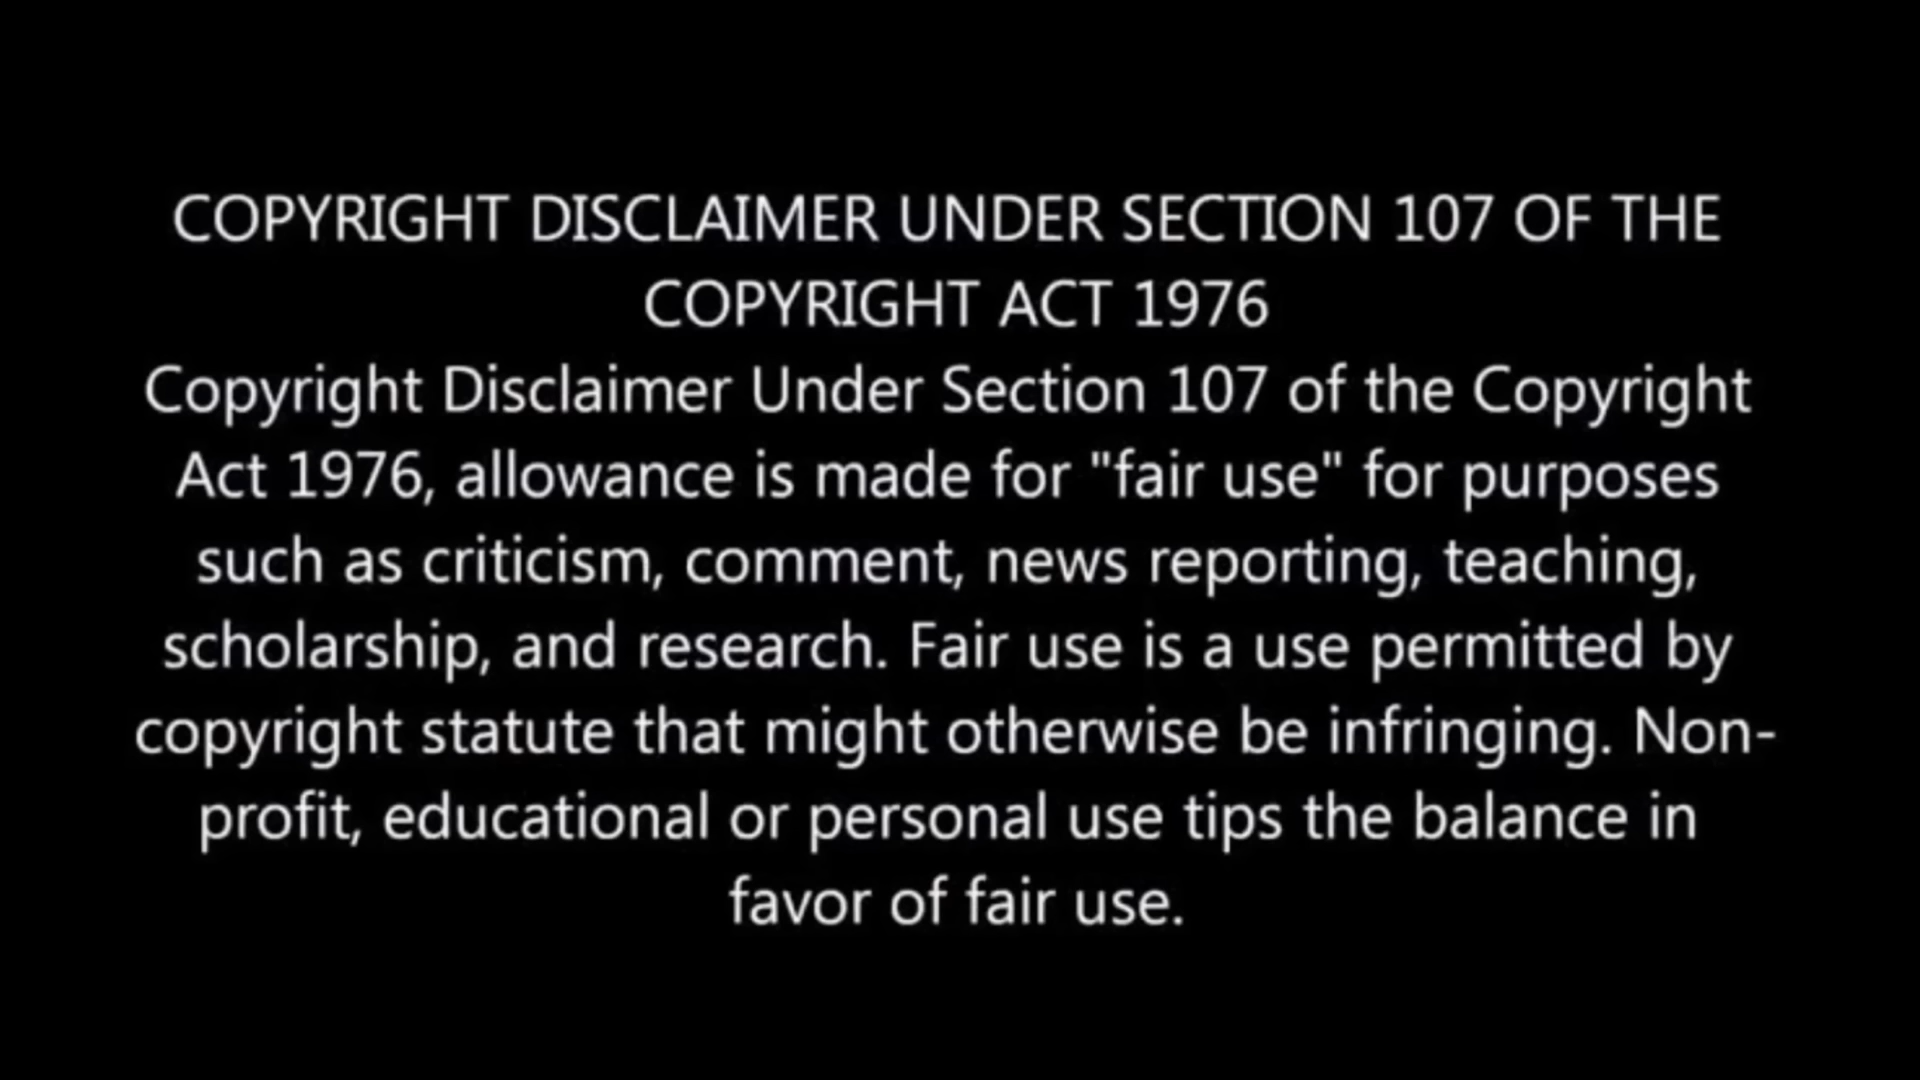 COPYRIGHT DISCLAIMER UNDER SECTION 107 OF THE
COPYRIGHT ACT 1976
Copyright Disclaimer Under Section 107 of the Copyright
Act 1976, allowance is made for "fair use" for purposes
such as criticism, comment, news reporting, teaching,
scholarship, and research. Fair use is a use permitted by
copyright statute that might otherwise be infringing. Non-
profit, educational or personal use tips the balance in
favor of fair use.